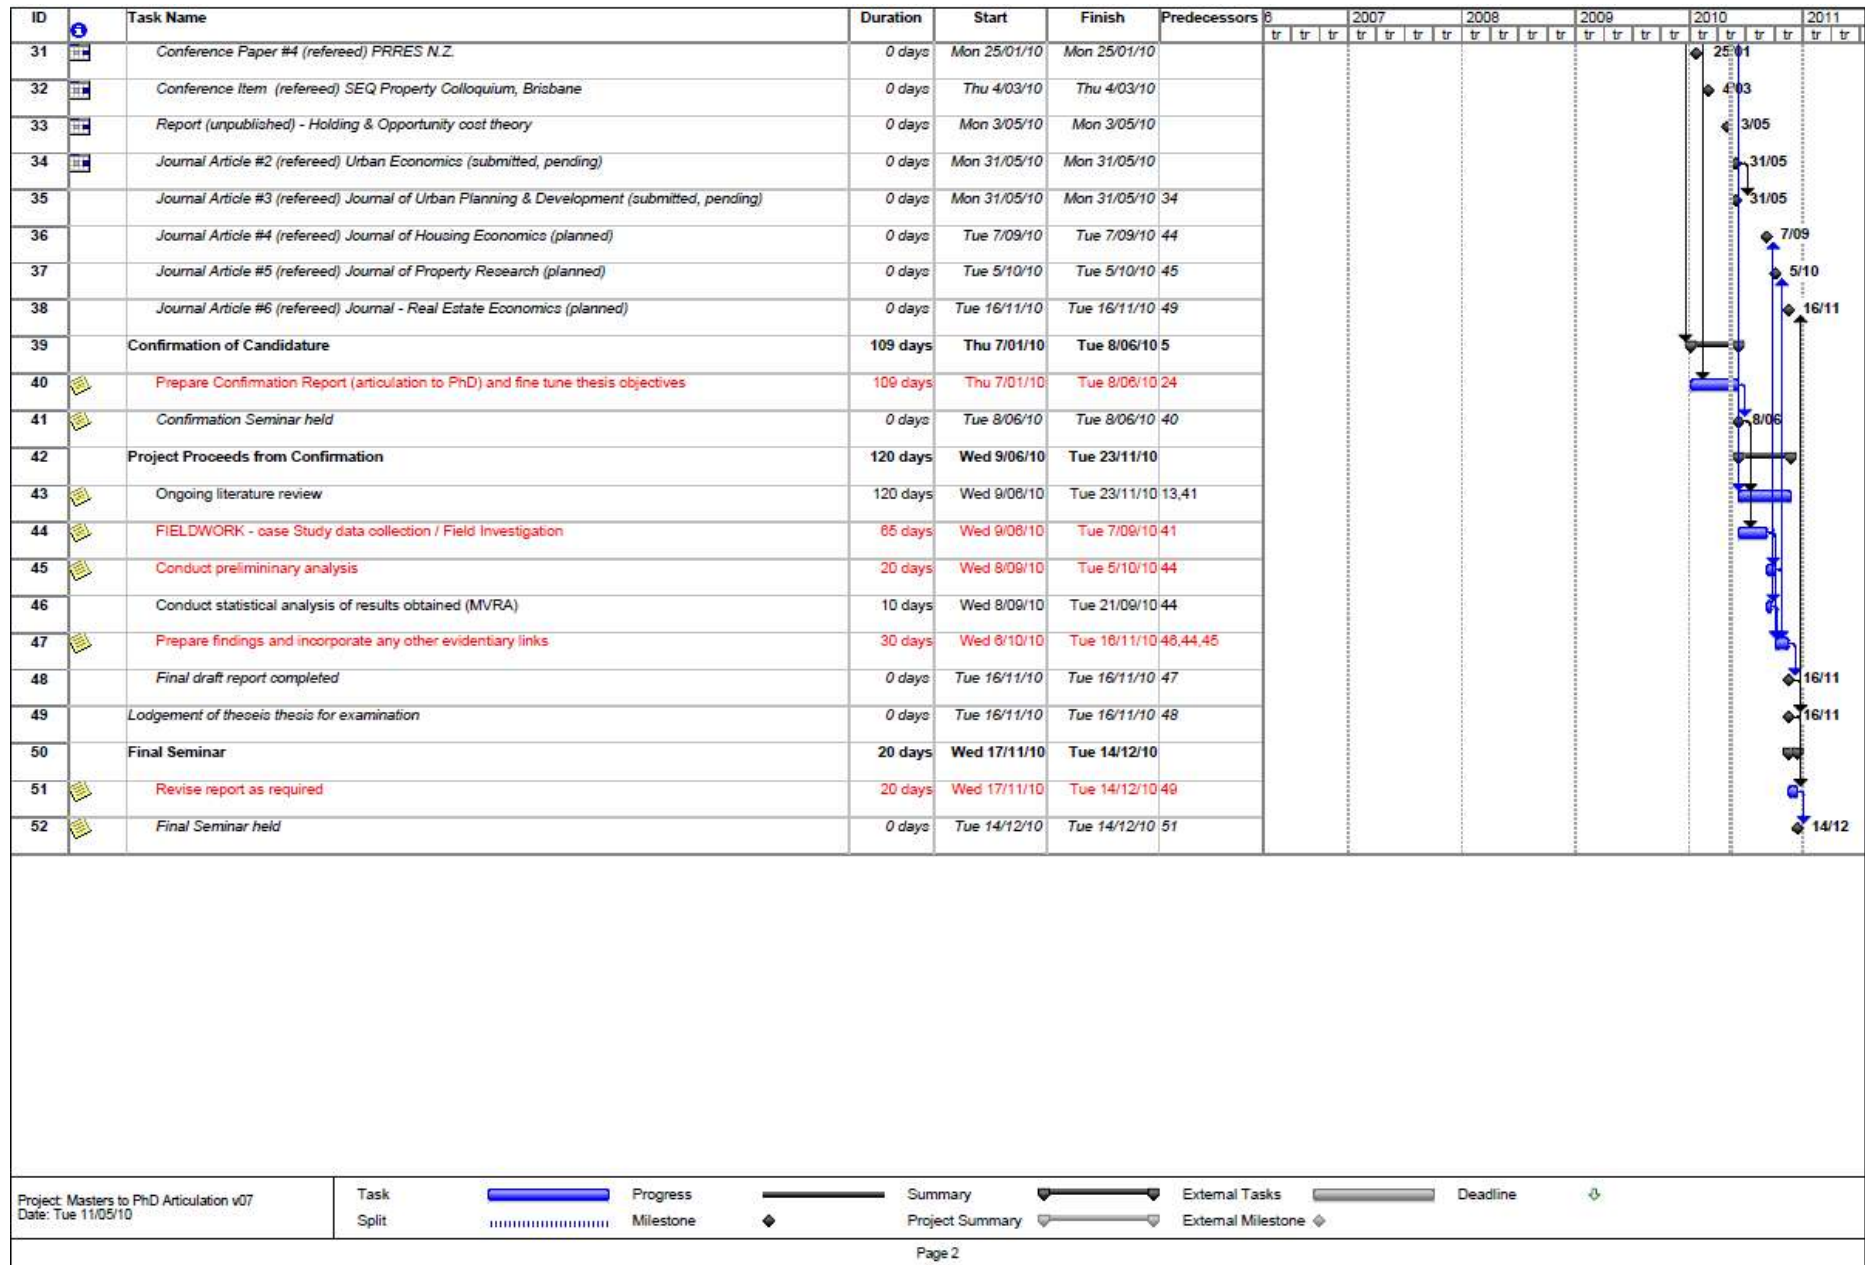 ID Task Name Duration Start Finish Predecessors 6 2007 2008 2009 2010 2011
tr tr tr tr tr tr tr tr tr tr tr tr tr tr tr tr tr tr tr tr tr
31 Conference Paper #4 (refereed) PRRES N.Z. 0 days Mon 25/01/10 Mon 25/01/10 25/01
32 Conference Item (refereed) SEQ Property Colloquium, Brisbane 0 days Thu 4/03/10 Thu 4/03/10 4/03
33 Report (unpublished) - Holding & Opportunity cost theory 0 days Mon 3/05/10 Mon 3/05/10 3/05
34 Journal Article #2 (refereed) Urban Economics (submitted, pending) 0 days Mon 31/05/10 Mon 31/05/10 31/05
35 Journal Article #3 (refereed) Journal of Urban Planning & Development (submitted, pending) 0 days Mon 31/05/10 Mon 31/05/10 34 31/05
36 Journal Article #4 (refereed) Journal of Housing Economics (planned) 0 days Tue 7/09/10 Tue 7/09/10 44 7/09
37 Journal Article #5 (refereed) Journal of Property Research (planned) 0 days Tue 5/10/10 Tue 5/10/10 45 5/10
38 Journal Article #6 (refereed) Journal - Real Estate Economics (planned) 0 days Tue 16/11/10 Tue 16/11/10 49 16/11
39 Confirmation of Candidature 109 days Thu 7/01/10 Tue 8/06/10 5
40 Prepare Confirmation Report (articulation to PhD) and fine tune thesis objectives 109 days Thu 7/01/10 Tue 8/06/10 24
41 Confirmation Seminar held 0 days Tue 8/06/10 Tue 8/06/10 40 8/06
42 Project Proceeds from Confirmation 120 days Wed 9/06/10 Tue 23/11/10
43 Ongoing literature review 120 days Wed 9/06/10 Tue 23/11/10 13,41
44 FIELDWORK - case Study data collection / Field Investigation 65 days Wed 9/06/10 Tue 7/09/10 41
45 Conduct prelimininary analysis 20 days Wed 8/09/10 Tue 5/10/10 44
46 Conduct statistical analysis of results obtained (MVRA) 10 days Wed 8/09/10 Tue 21/09/10 44
47 Prepare findings and incorporate any other evidentiary links 30 days Wed 6/10/10 Tue 16/11/10 46,44,45
48 Final draft report completed 0 days Tue 16/11/10 Tue 16/11/10 47 16/11
49 Lodgement of theseis thesis for examination 0 days Tue 16/11/10 Tue 16/11/10 48 16/11
50 Final Seminar 20 days Wed 17/11/10 Tue 14/12/10
51 Revise report as required 20 days Wed 17/11/10 Tue 14/12/10 49
52 Final Seminar held 0 days Tue 14/12/10 Tue 14/12/10 51 14/12
Project: Masters to PhD Articulation v07
Date: Tue 11/05/10
Task Progress Summary External Tasks Deadline
Split Milestone Project Summary External Milestone
Page 2